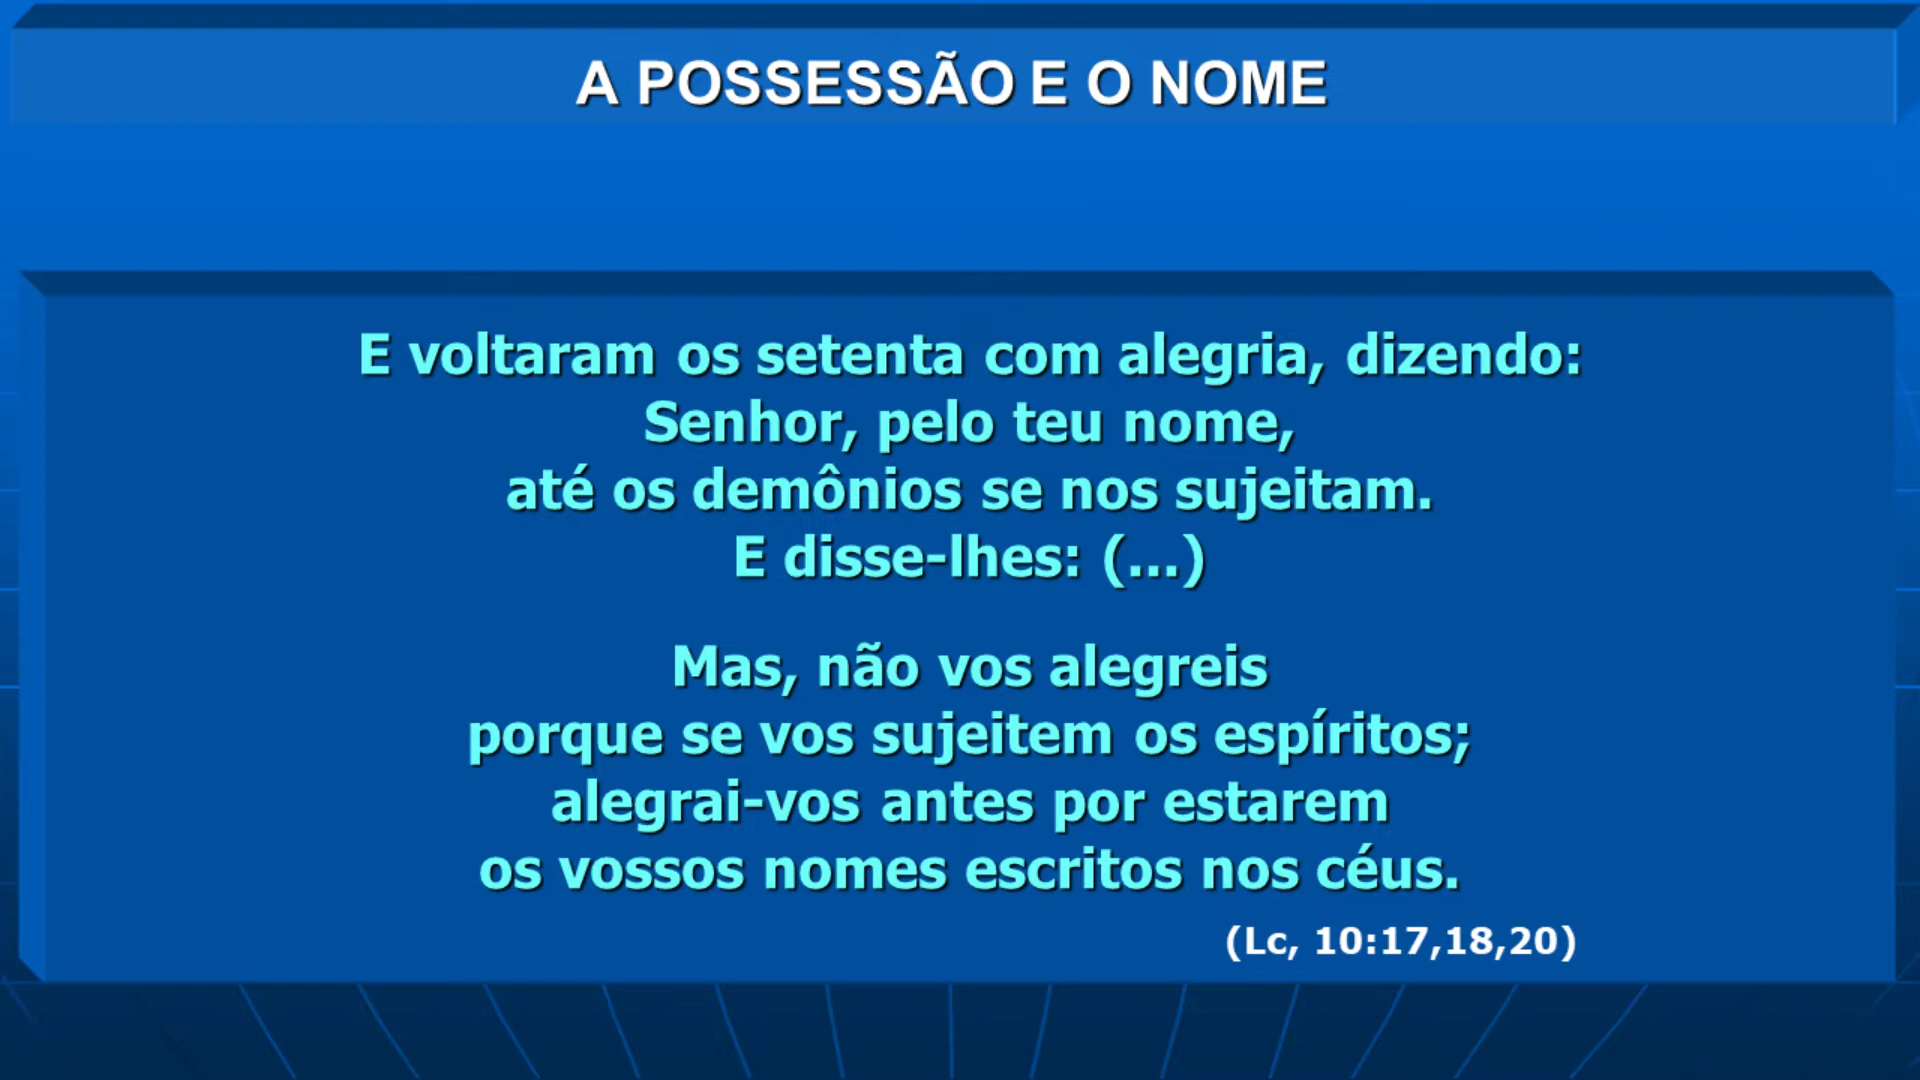 A POSSESSÃO E O NOME
E voltaram os setenta com alegria, dizendo:
Senhor, pelo teu nome,
até os demônios se nos sujeitam.
E disse-lhes: (...)
Mas, não vos alegreis
porque se vos sujeitem os espíritos;
alegrai-vos antes por estarem
os vossos nomes escritos nos céus.
(Lc, 10:17,18,20)